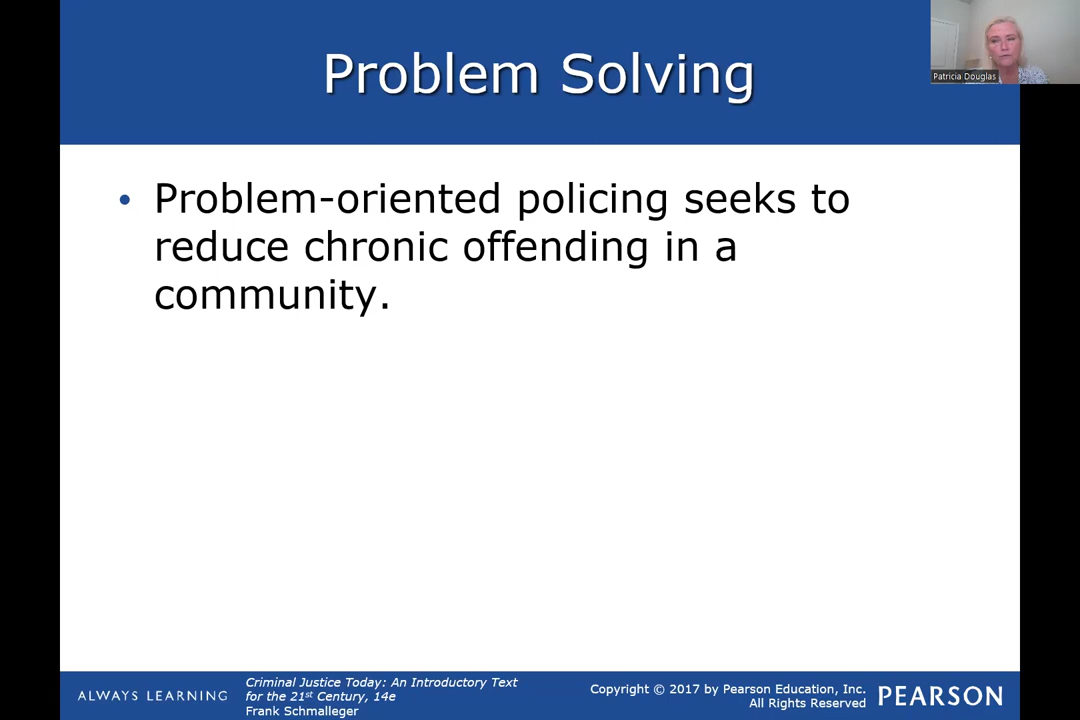 Problem Solving
Patricia Douglas
• Problem-oriented policing seeks to
reduce chronic offending in a
community.
ALWAYS LEARNING
Criminal Justice Today: An Introductory Text
for the 21st Century, 14e
Frank Schmalleger
Copyright © 2017 by Pearson Education, Inc.
All Rights Reserved
PEARSON